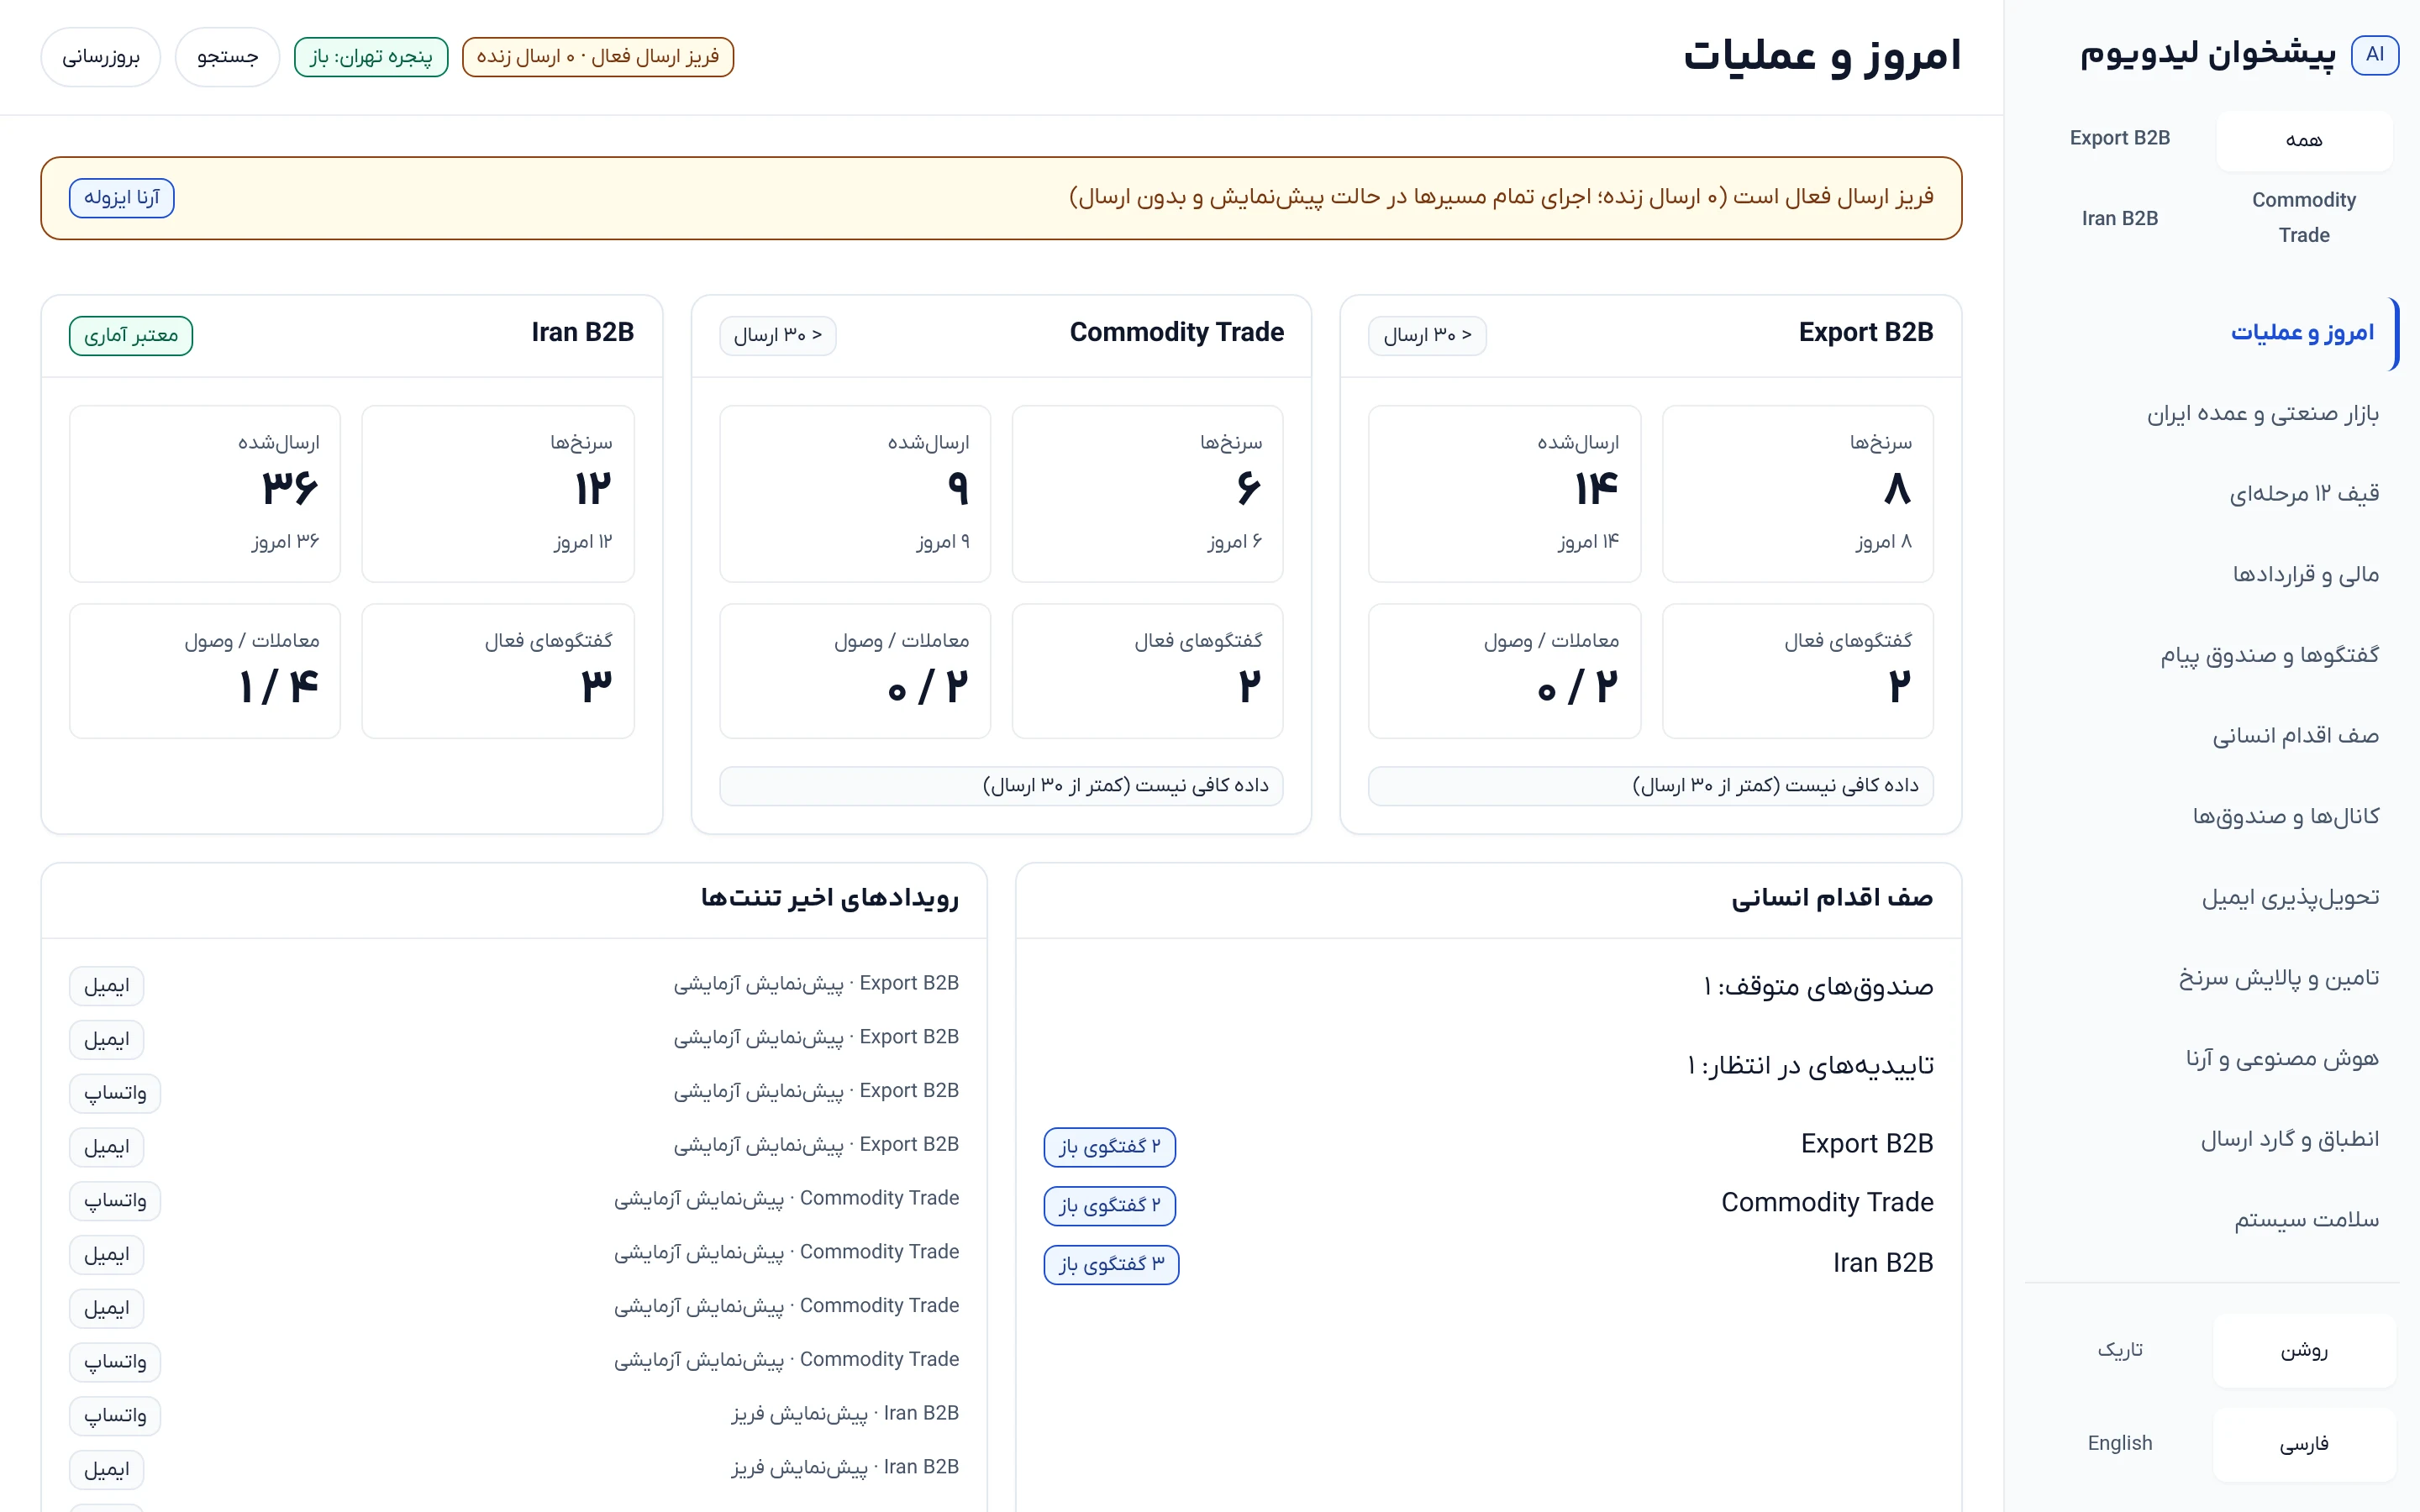 AI
پیشخوان لیدویوم
همه
Export B2B
Commodity
Trade
Iran B2B
امروز و عملیات
بازار صنعتی و عمده ایران
قیف ۱۲ مرحله‌ای
مالی و قراردادها
گفتگوها و صندوق پیام
صف اقدام انسانی
کانال‌ها و صندوق‌ها
تحویل‌پذیری ایمیل
تامین و پالایش سرنخ
هوش مصنوعی و آرنا
انطباق و گارد ارسال
سلامت سیستم
روشن
تاریک
فارسی
English
امروز و عملیات
فریز ارسال فعال · ۰ ارسال زنده
پنجره تهران: باز
جستجو
بروزرسانی
فریز ارسال فعال است (۰ ارسال زنده؛ اجرای تمام مسیرها در حالت پیش‌نمایش و بدون ارسال)
آرنا ایزوله
Export B2B
< ۳۰ ارسال
سرنخ‌ها
۸
۸ امروز
ارسال‌شده
۱۴
۱۴ امروز
گفتگوهای فعال
۲
معاملات / وصول
۲ / ۰
داده کافی نیست (کمتر از ۳۰ ارسال)
Commodity Trade
< ۳۰ ارسال
سرنخ‌ها
۶
۶ امروز
ارسال‌شده
۹
۹ امروز
گفتگوهای فعال
۲
معاملات / وصول
۲ / ۰
داده کافی نیست (کمتر از ۳۰ ارسال)
Iran B2B
معتبر آماری
سرنخ‌ها
۱۲
۱۲ امروز
ارسال‌شده
۳۶
۳۶ امروز
گفتگوهای فعال
۳
معاملات / وصول
۴ / ۱
صف اقدام انسانی
صندوق‌های متوقف: ۱
تاییدیه‌های در انتظار: ۱
Export B2B
۲ گفتگوی باز
Commodity Trade
۲ گفتگوی باز
Iran B2B
۳ گفتگوی باز
رویدادهای اخیر تننت‌ها
Export B2B · پیش‌نمایش آزمایشی
ایمیل
Export B2B · پیش‌نمایش آزمایشی
ایمیل
Export B2B · پیش‌نمایش آزمایشی
واتساپ
Export B2B · پیش‌نمایش آزمایشی
ایمیل
Commodity Trade · پیش‌نمایش آزمایشی
واتساپ
Commodity Trade · پیش‌نمایش آزمایشی
ایمیل
Commodity Trade · پیش‌نمایش آزمایشی
ایمیل
Commodity Trade · پیش‌نمایش آزمایشی
واتساپ
Iran B2B · پیش‌نمایش فریز
واتساپ
Iran B2B · پیش‌نمایش فریز
ایمیل